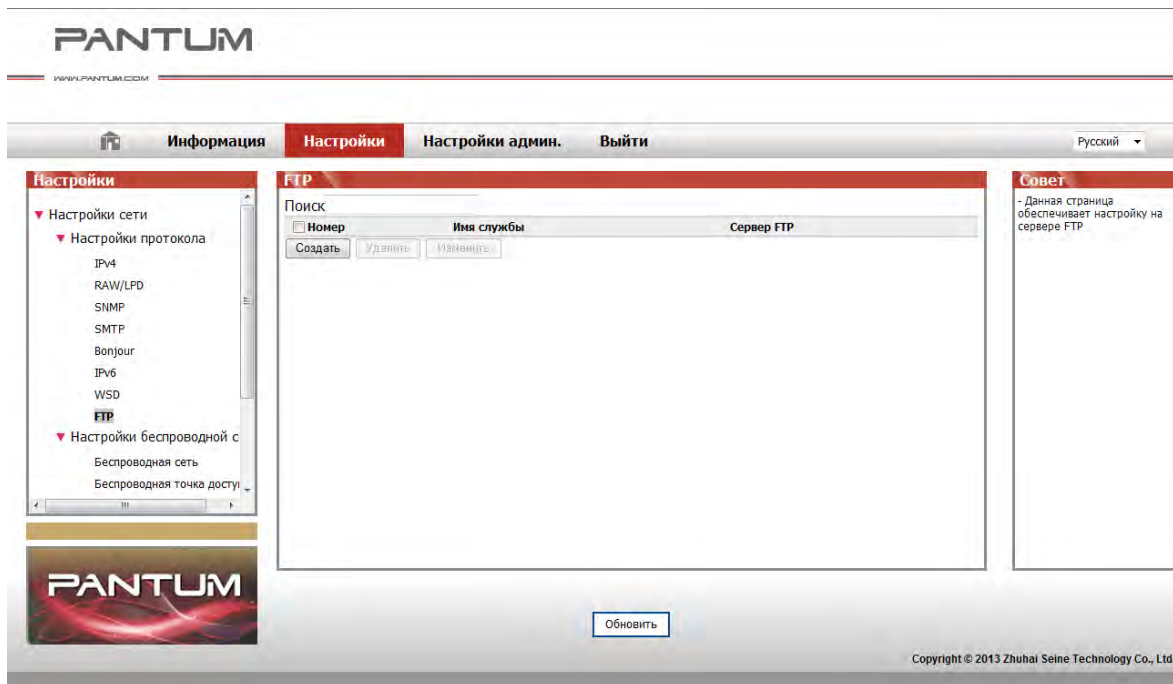 PANTUM
WWW.PANTUM.COM
Информация
Настройки
Настройки админ.
Выйти
Русский
Настройки
Настройки сети
Настройки протокола
IPv4
RAW/LPD
SNMP
SMTP
Bonjour
IPv6
WSD
FTP
Настройки беспроводной с
Беспроводная сеть
Беспроводная точка досту
PANTUM
FTP
Поиск
Номер Имя службы Сервер FTP
Создать Удалить Изменить
Обновить
Совет
- Данная страница
обеспечивает настройку на
сервере FTP
Copyright © 2013 Zhuhai Seine Technology Co., Ltd